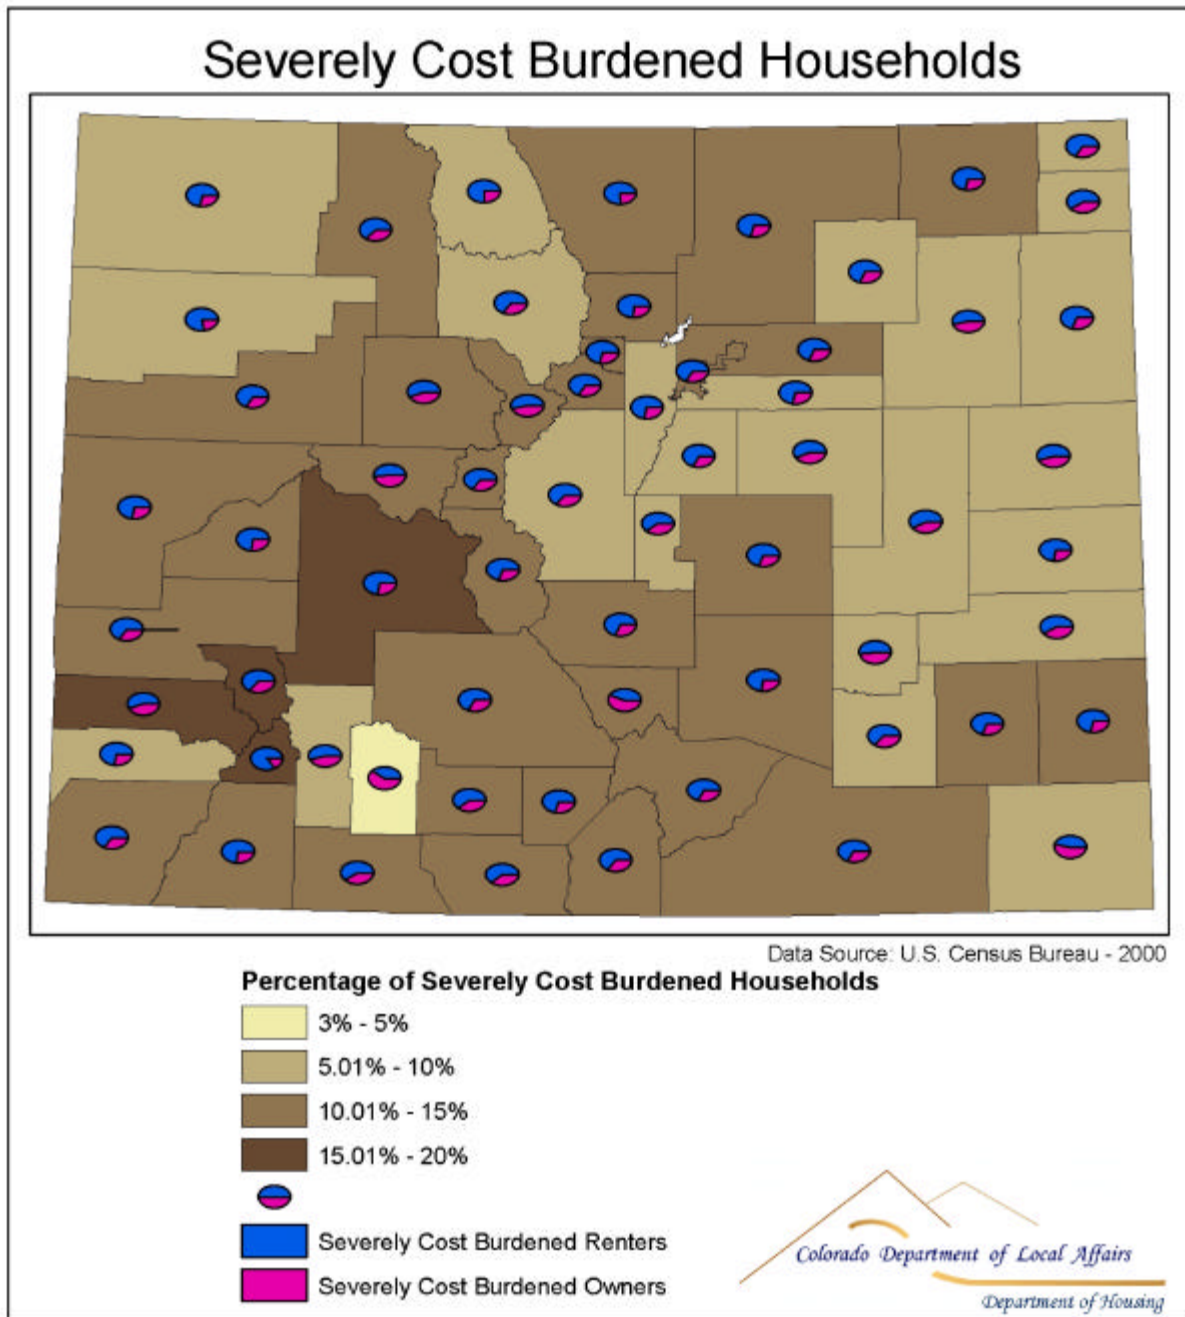 Severely Cost Burdened Households
Data Source: U.S. Census Bureau - 2000
Percentage of Severely Cost Burdened Households
3% - 5%
5.01% - 10%
10.01% - 15%
15.01% - 20%
Severely Cost Burdened Renters
Severely Cost Burdened Owners
Colorado Department of Local Affairs
Department of Housing